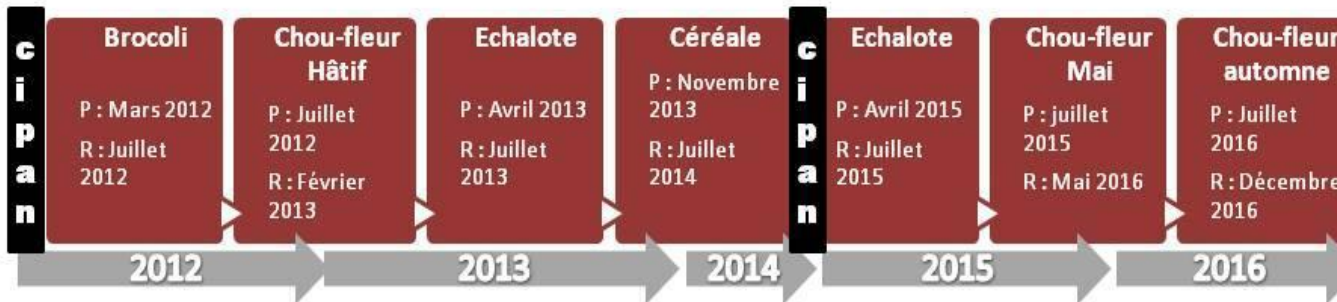 cipan
Brocoli
P : Mars 2012
R : Juillet
2012
Chou-fleur
Hâtif
P : Juillet
2012
R : Février
2013
Echalote
P : Avril 2013
R : Juillet
2013
Céréale
P : Novembre
2013
R : Juillet
2014
cipan
Echalote
P : Avril 2015
R : Juillet
2015
Chou-fleur
Mai
P : juillet
2015
R : Mai 2016
Chou-fleur
automne
P : Juillet
2016
R : Décembre
2016
2012
2013
2014
2015
2016